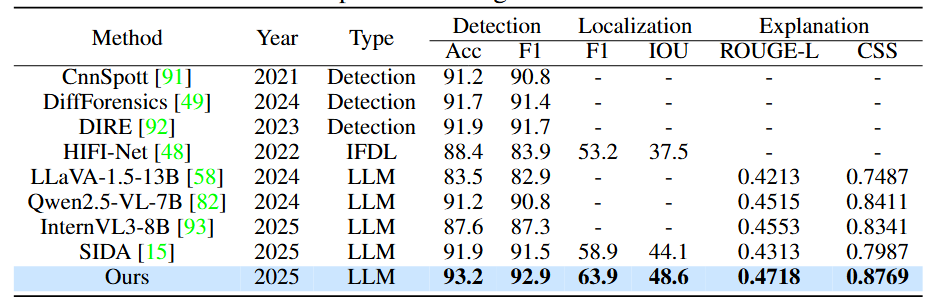 Method Year Type Detection Localization Explanation
Acc F1 F1 IOU ROUGE-L CSS
CnnSpott [91] 2021 Detection 91.2 90.8 - - - -
DiffForensics [49] 2024 Detection 91.7 91.4 - - - -
DIRE [92] 2023 Detection 91.9 91.7 - - - -
HIFI-Net [48] 2022 IFDL 88.4 83.9 53.2 37.5 - -
LLaVA-1.5-13B [58] 2024 LLM 83.5 82.9 - - 0.4213 0.7487
Qwen2.5-VL-7B [82] 2024 LLM 91.2 90.8 - - 0.4515 0.8411
InternVL3-8B [93] 2025 LLM 87.6 87.3 - - 0.4553 0.8341
SIDA [15] 2025 LLM 91.9 91.5 58.9 44.1 0.4313 0.7987
Ours 2025 LLM 93.2 92.9 63.9 48.6 0.4718 0.8769